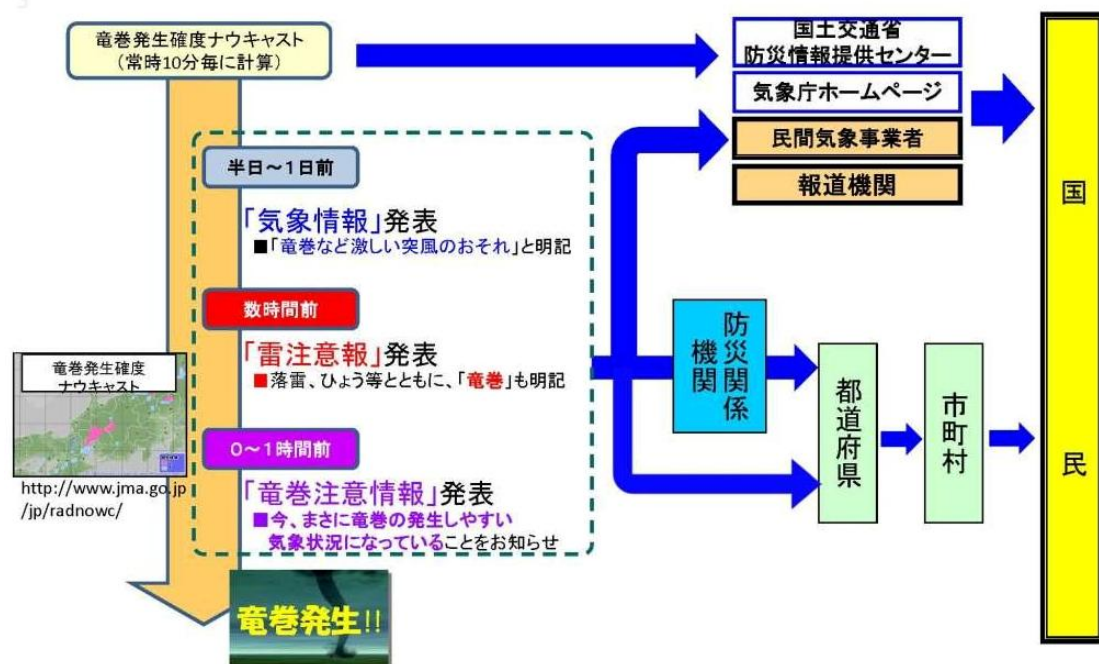 竜巻発生確度ナウキャスト
（常時10分毎に計算）
国土交通省
防災情報提供センター
気象庁ホームページ
民間気象事業者
報道機関
国民
半日～1日前
「気象情報」発表
■「竜巻など激しい突風のおそれ」と明記
数時間前
「雷注意報」発表
■落雷、ひょう等とともに、「竜巻」も明記
防災関係
機関
都道府県
市町村
竜巻発生確度
ナウキャスト
http://www.jma.go.jp
/jp/radnowc/
0～1時間前
「竜巻注意情報」発表
■今、まさに竜巻の発生しやすい
気象状況になっていることをお知らせ
竜巻発生!!